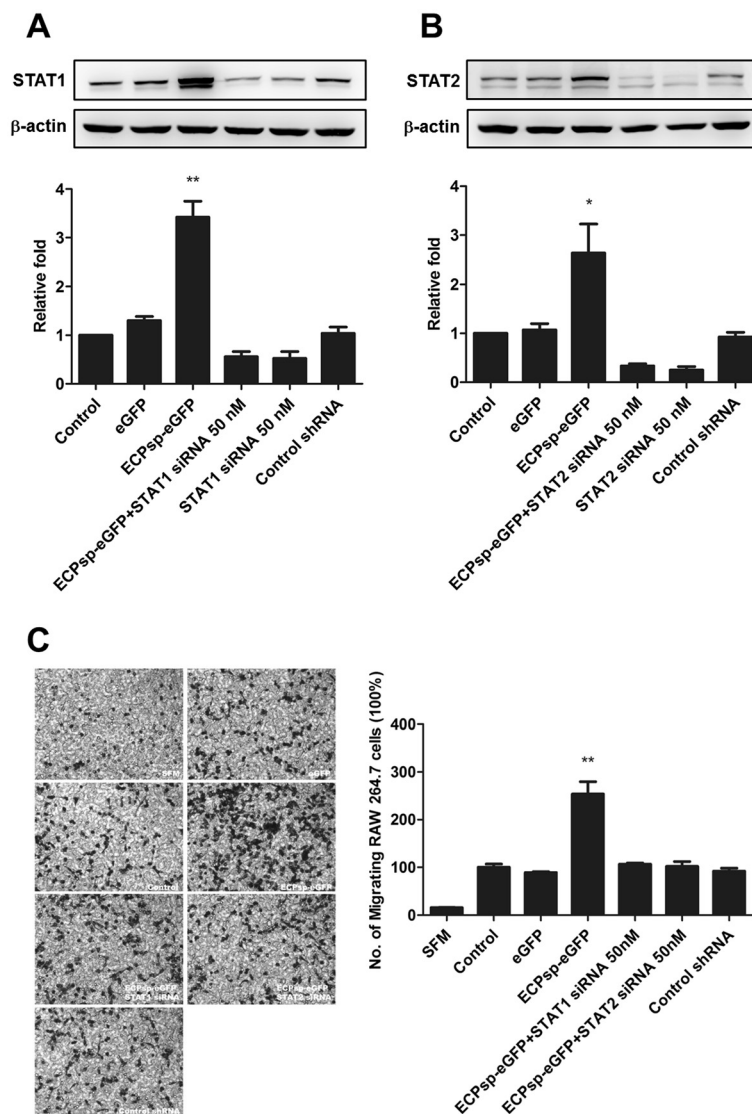 A
STAT1
β-actin
4
3
2
1
0
Relative fold
**
Control
eGFP
ECPsp-eGFP
ECPsp-eGFP+STAT1 siRNA 50 nM
STAT1 siRNA 50 nM
Control shRNA
B
STAT2
β-actin
4
3
2
1
0
Relative fold
*
Control
eGFP
ECPsp-eGFP
ECPsp-eGFP+STAT2 siRNA 50 nM
STAT2 siRNA 50 nM
Control shRNA
C
SFM
eGFP
Control
ECPsp-eGFP
ECPsp-eGFP
STAT1 siRNA
ECPsp-eGFP
STAT2 siRNA
Control shRNA
No. of Migrating RAW 264.7 cells (100%)
400
300
200
100
0
**
SFM
Control
eGFP
ECPsp-eGFP
ECPsp-eGFP+STAT1 siRNA 50nM
ECPsp-eGFP+STAT2 siRNA 50nM
Control shRNA